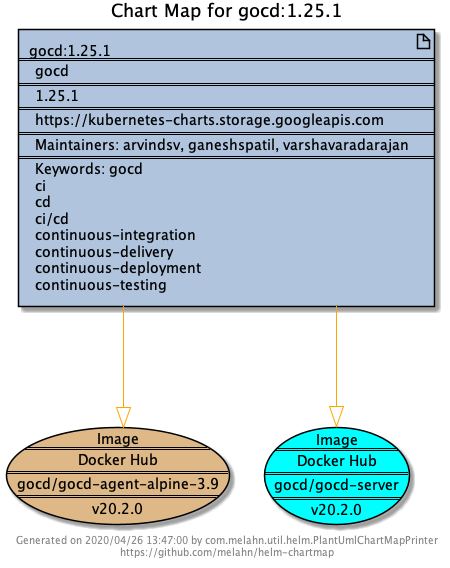 Chart Map for gocd:1.25.1
gocd:1.25.1
gocd
1.25.1
https://kubernetes-charts.storage.googleapis.com
Maintainers: arvindsv, ganeshspatil, varshavaradarajan
Keywords: gocd
ci
cd
ci/cd
continuous-integration
continuous-delivery
continuous-deployment
continuous-testing
Image
Docker Hub
gocd/gocd-agent-alpine-3.9
v20.2.0
Image
Docker Hub
gocd/gocd-server
v20.2.0
Generated on 2020/04/26 13:47:00 by com.melahn.util.helm.PlantUmlChartMapPrinter
https://github.com/melahn/helm-chartmap